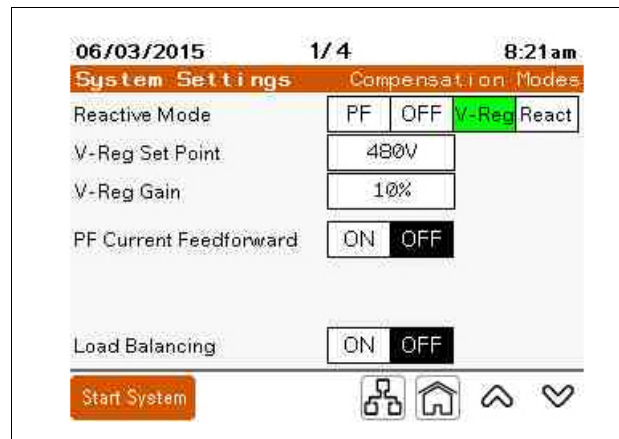 06/03/2015 1/4 8:21am
System Settings Compensation Modes
Reactive Mode PF OFF V-Reg React
V-Reg Set Point 480V
V-Reg Gain 10%
PF Current Feedforward ON OFF
Load Balancing ON OFF
Start System